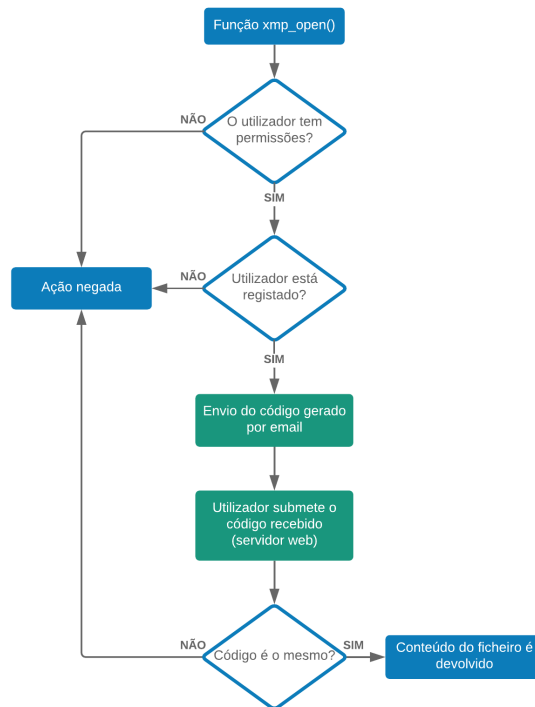 Função xmp_open()
NÃO
O utilizador tem
permissões?
SIM
Ação negada
NÃO
Utilizador está
registado?
SIM
Envio do código gerado
por email
Utilizador submete o
código recebido
(servidor web)
NÃO
Código é o mesmo?
SIM
Conteúdo do ficheiro é
devolvido